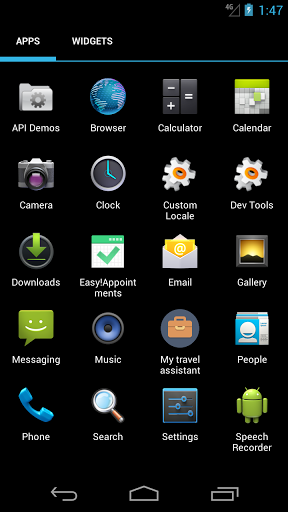 4G 1:47
APPS WIDGETS
API Demos Browser Calculator Calendar
Camera Clock Custom Locale Dev Tools
Downloads Easy!Appointments Email Gallery
Messaging Music My travel assistant People
Phone Search Settings Speech Recorder